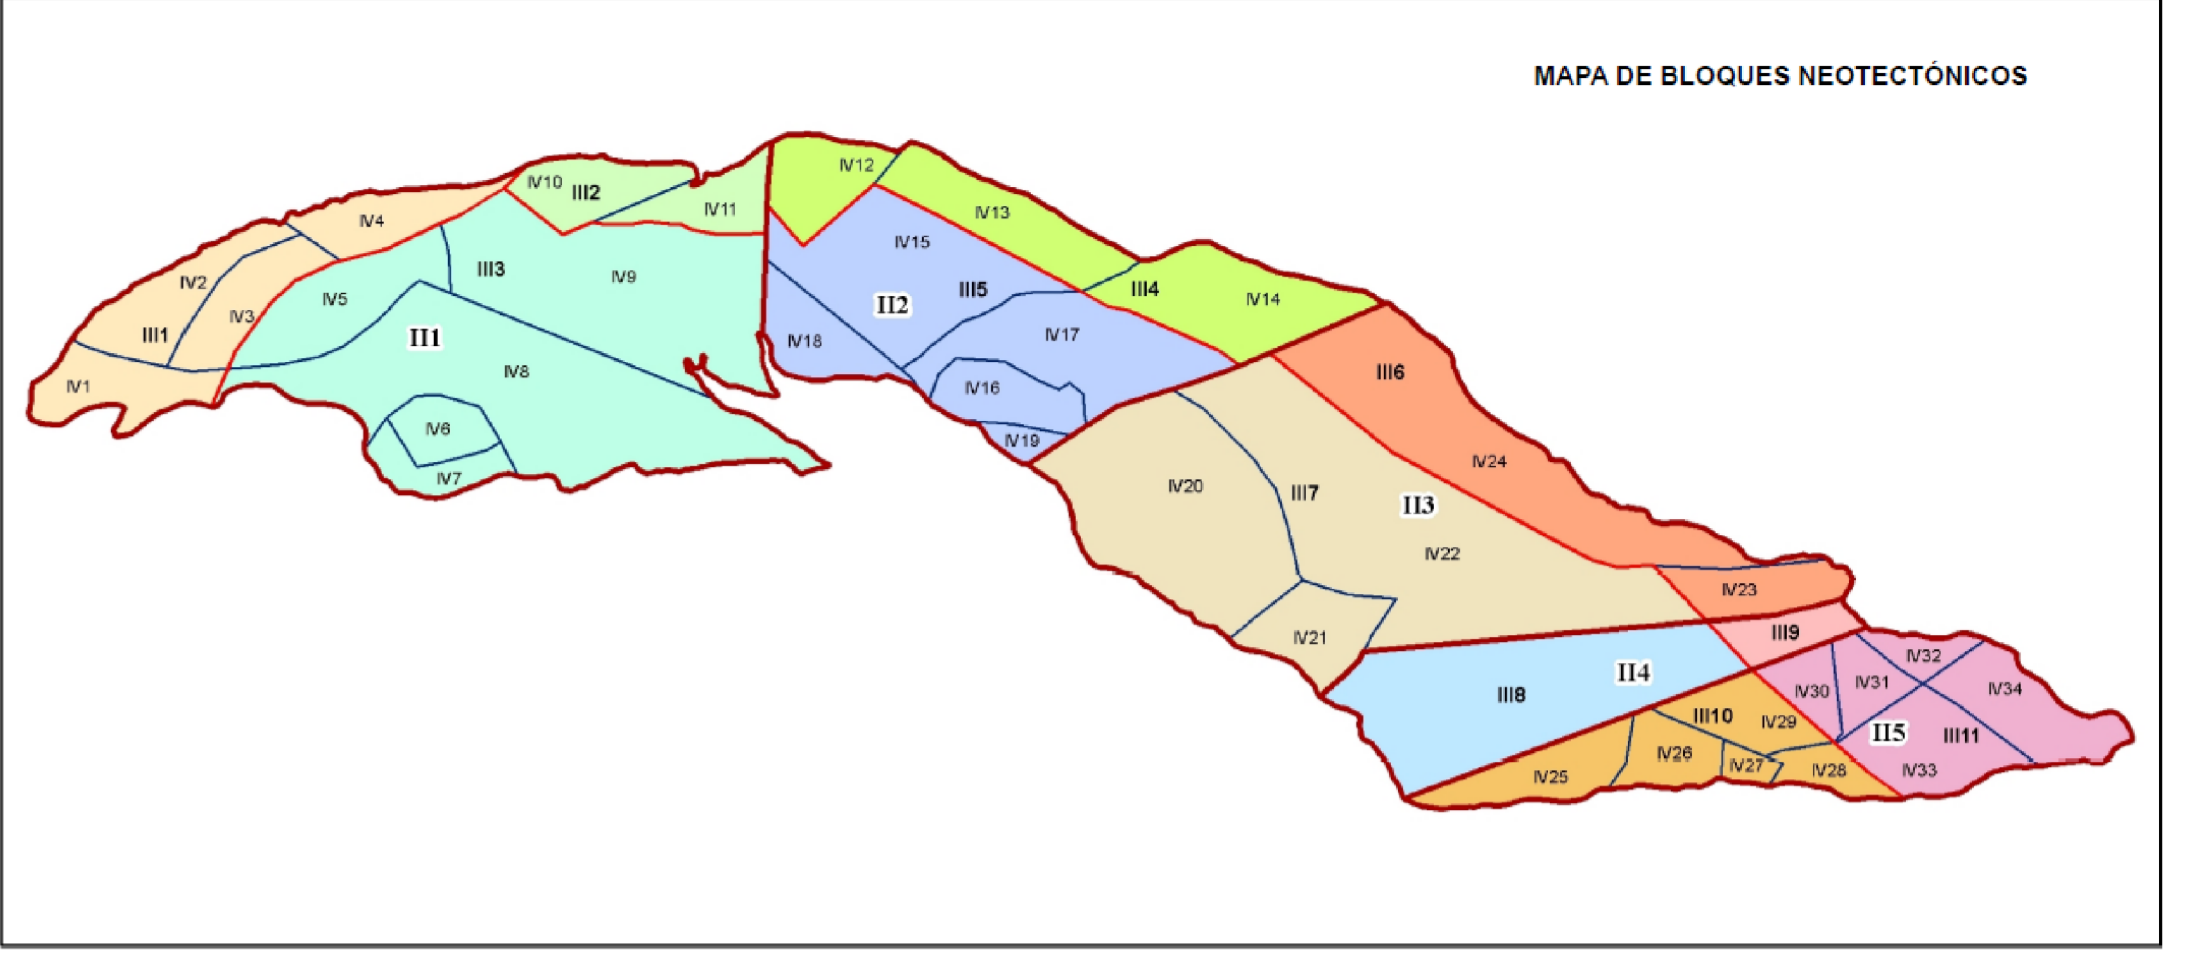 MAPA DE BLOQUES NEOTECTÓNICOS
IV12
IV10
III2
IV11
IV13
IV4
IV15
III3
IV9
IV2
IV5
III5
III4
IV14
II2
IV3
III1
II1
IV18
IV17
IV8
III6
IV1
IV16
IV6
IV19
IV24
IV7
IV20
III7
II3
IV22
IV23
IV21
III9
IV32
II4
III8
IV30
IV31
IV34
III10
IV29
II5
III11
IV26
IV27
IV25
IV28
IV33